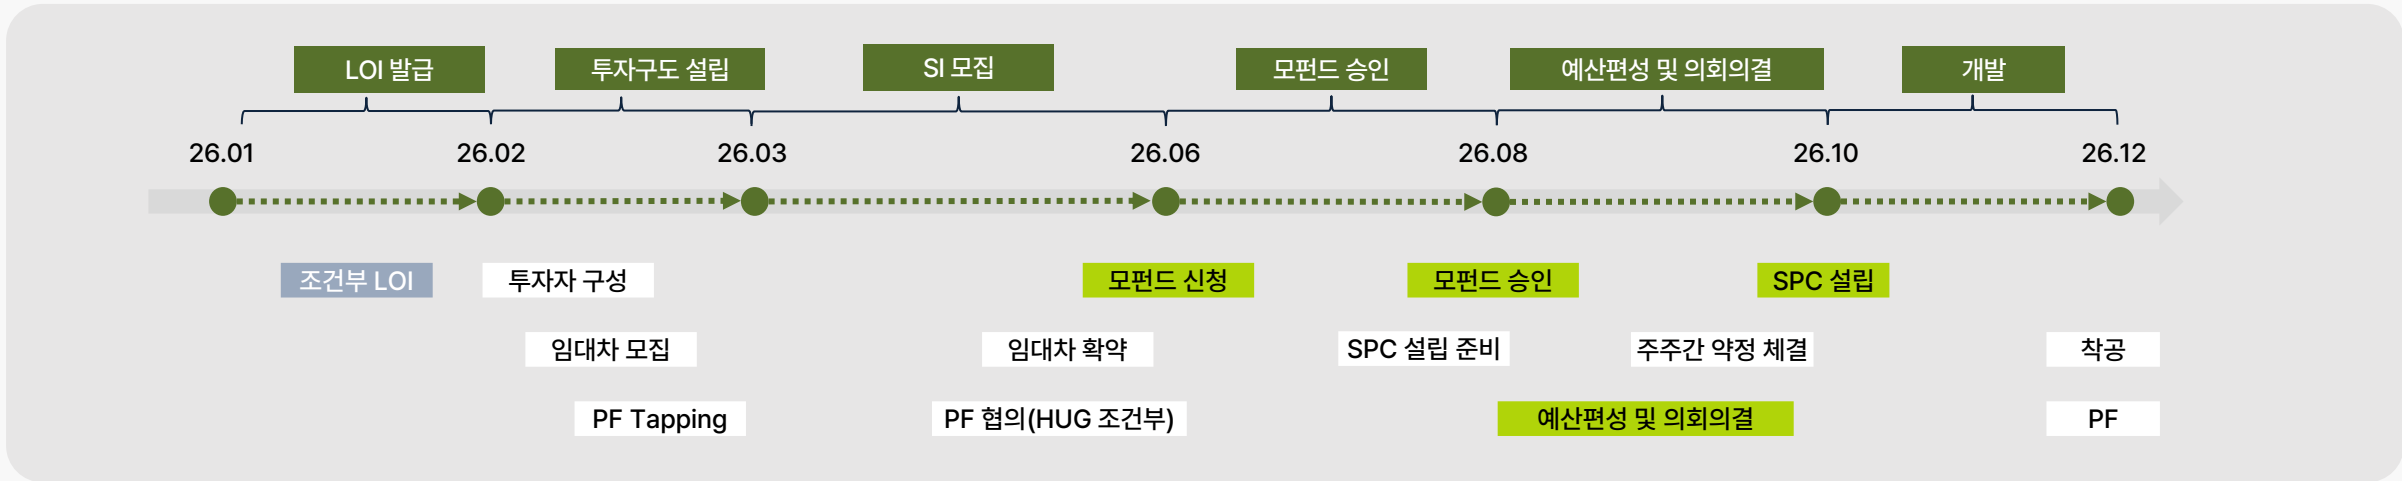 LOI 발급
투자구도 설립
SI 모집
모펀드 승인
예산편성 및 의회의결
개발
26.01
26.02
26.03
26.06
26.08
26.10
26.12
조건부 LOI
투자자 구성
모펀드 신청
모펀드 승인
SPC 설립
임대차 모집
임대차 확약
SPC 설립 준비
주주간 약정 체결
착공
PF Tapping
PF 협의(HUG 조건부)
예산편성 및 의회의결
PF